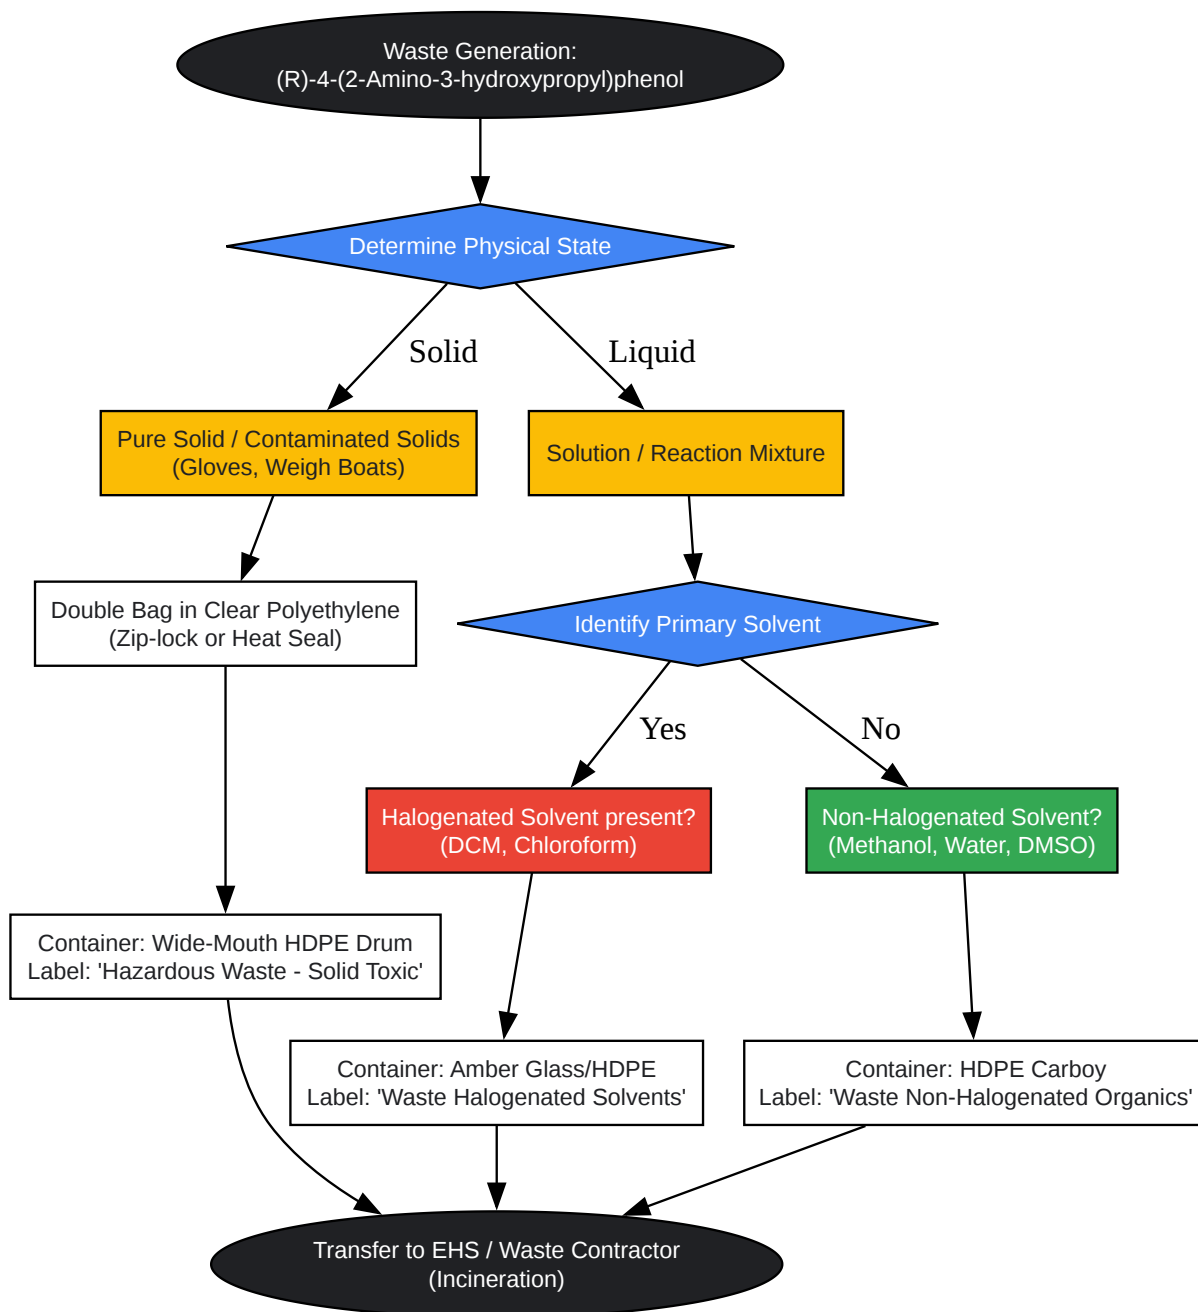 Waste Generation:
(R)-4-(2-Amino-3-hydroxypropyl)phenol
Determine Physical State
Solid
Liquid
Pure Solid / Contaminated Solids
(Gloves, Weigh Boats)
Solution / Reaction Mixture
Double Bag in Clear Polyethylene
(Zip-lock or Heat Seal)
Identify Primary Solvent
Yes
No
Halogenated Solvent present?
(DCM, Chloroform)
Non-Halogenated Solvent?
(Methanol, Water, DMSO)
Container: Wide-Mouth HDPE Drum
Label: 'Hazardous Waste - Solid Toxic'
Container: Amber Glass/HDPE
Label: 'Waste Halogenated Solvents'
Container: HDPE Carboy
Label: 'Waste Non-Halogenated Organics'
Transfer to EHS / Waste Contractor
(Incineration)